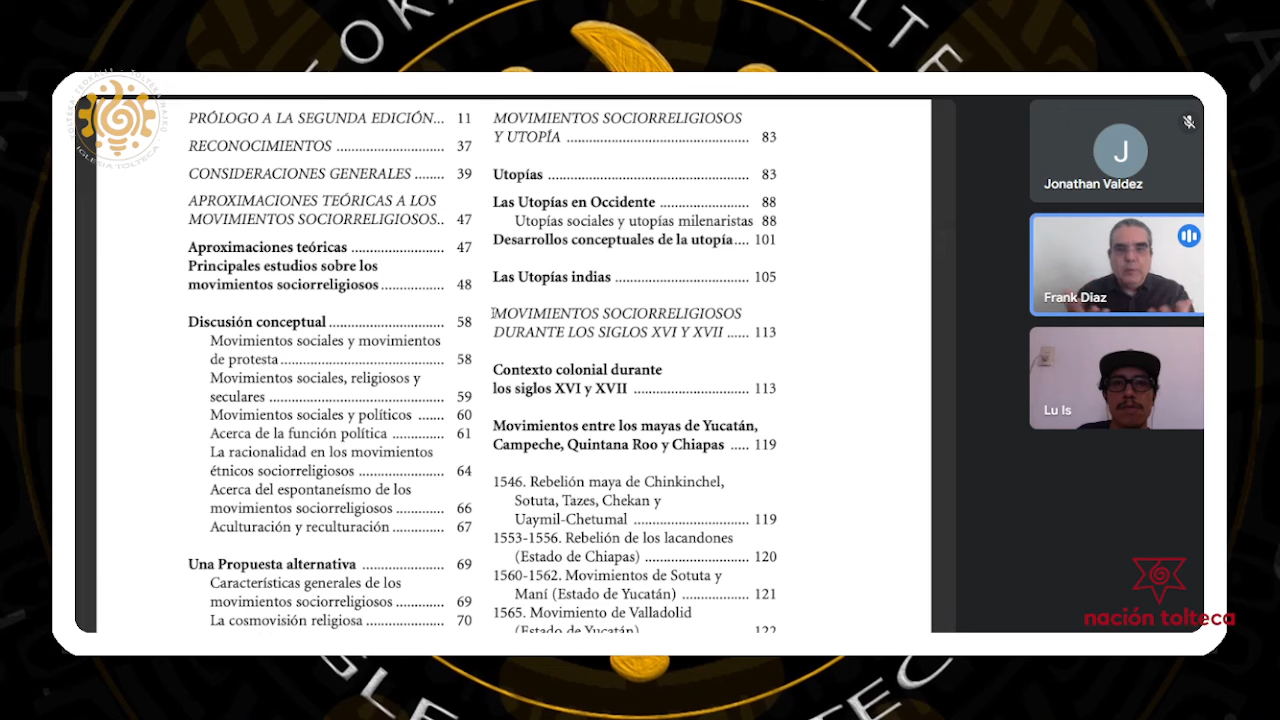 PRÓLOGO A LA SEGUNDA EDICIÓN... 11
RECONOCIMIENTOS ........................ 37
CONSIDERACIONES GENERALES ........ 39
APROXIMACIONES TEÓRICAS A LOS
MOVIMIENTOS SOCIORRELIGIOSOS.. 47
Aproximaciones teóricas ..................... 47
Principales estudios sobre los
movimientos sociorreligiosos .............. 48
Discusión conceptual ......................... 58
Movimientos sociales y movimientos
de protesta .................................... 58
Movimientos sociales, religiosos y
seculares ...................................... 59
Movimientos sociales y políticos ...... 60
Acerca de la función política ............ 61
La racionalidad en los movimientos
étnicos sociorreligiosos ................... 64
Acerca del espontaneísmo de los
movimientos sociorreligiosos .......... 66
Aculturación y reculturación ........... 67
Una Propuesta alternativa .................. 69
Características generales de los
movimientos sociorreligiosos ........... 69
La cosmovisión religiosa ................. 70
MOVIMIENTOS SOCIORRELIGIOSOS
Y UTOPÍA ........................................ 83
Utopías ............................................ 83
Las Utopías en Occidente .................... 88
Utopías sociales y utopías milenaristas 88
Desarrollos conceptuales de la utopía.... 101
Las Utopías indias .............................. 105
MOVIMIENTOS SOCIORRELIGIOSOS
DURANTE LOS SIGLOS XVI Y XVII ...... 113
Contexto colonial durante
los siglos XVI y XVII .......................... 113
Movimientos entre los mayas de Yucatán,
Campeche, Quintana Roo y Chiapas ..... 119
1546. Rebelión maya de Chinkinchel,
Sotuta, Tazes, Chekan y
Uaymil-Chetumal .......................... 119
1553-1556. Rebelión de los lacandones
(Estado de Chiapas) ....................... 120
1560-1562. Movimientos de Sotuta y
Maní (Estado de Yucatán) ................ 121
1565. Movimiento de Valladolid
(Estado de Yucatán) 122
J
Jonathan Valdez
Frank Diaz
Lu Is
nación tolteca
IGLESIA TOLTECA